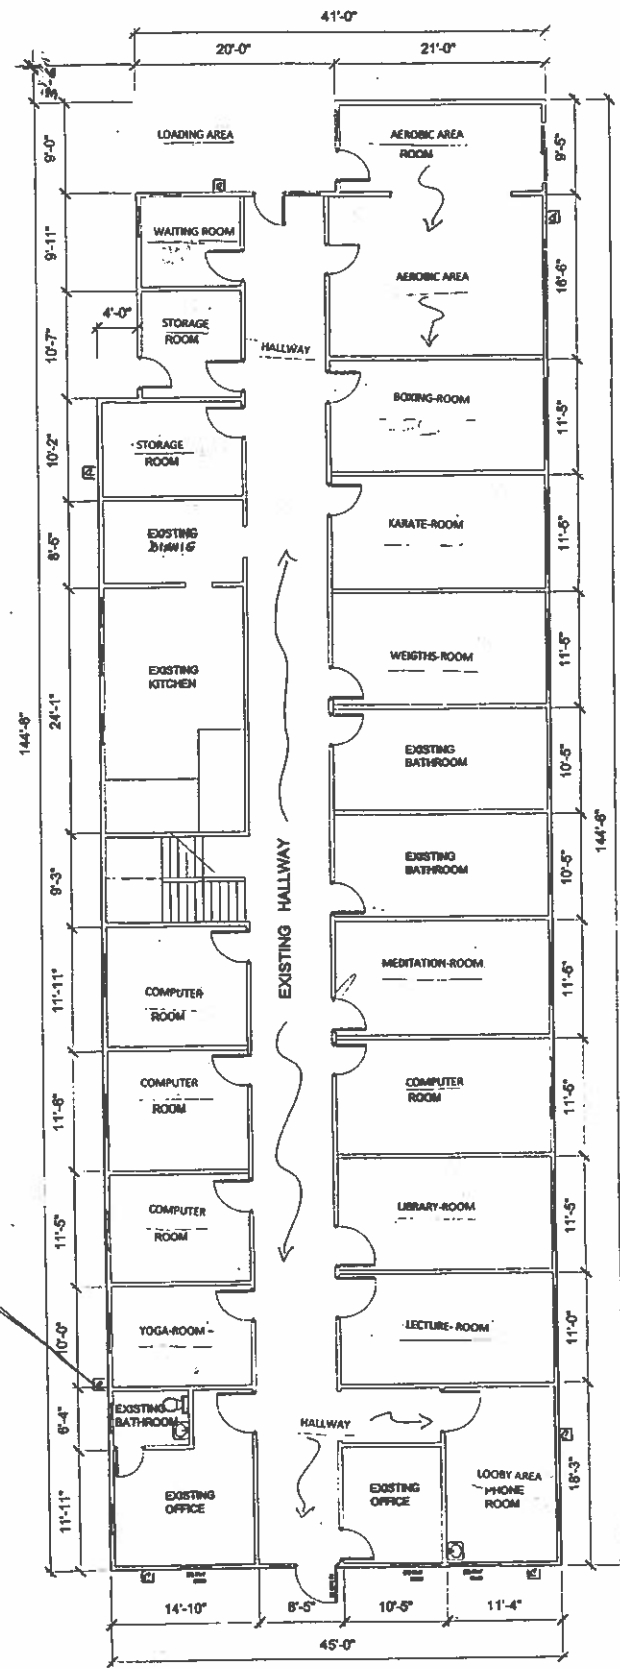 41'-0"
20'-0"
21'-0"
LOADING AREA
AEROBIC AREA
ROOM
9'-0"
9'-5"
WAITING ROOM
9'-11"
AEROBIC AREA
16'-6"
4'-0"
STORAGE
ROOM
HALLWAY
10'-7"
BOXING-ROOM
11'-5"
STORAGE
ROOM
10'-2"
KARATE-ROOM
11'-5"
EXISTING
8'-5"
WEIGTHS-ROOM
11'-5"
EXISTING
KITCHEN
24'-1"
144'-6"
EXISTING
BATHROOM
10'-5"
144'-6"
EXISTING
BATHROOM
10'-5"
9'-3"
EXISTING HALLWAY
MEDITATION-ROOM
11'-5"
COMPUTER
ROOM
11'-11"
COMPUTER
ROOM
11'-6"
COMPUTER
ROOM
11'-5"
COMPUTER
ROOM
11'-5"
LIBRARY-ROOM
11'-5"
YOGA-ROOM -
10'-0"
LECTURE- ROOM
11'-0"
EXISTING
BATHROOM
6'-4"
HALLWAY
EXISTING
OFFICE
11'-11"
EXISTING
OFFICE
LOOBY AREA
PHONE
ROOM
18'-3"
14'-10"
8'-5"
10'-5"
11'-4"
45'-0"